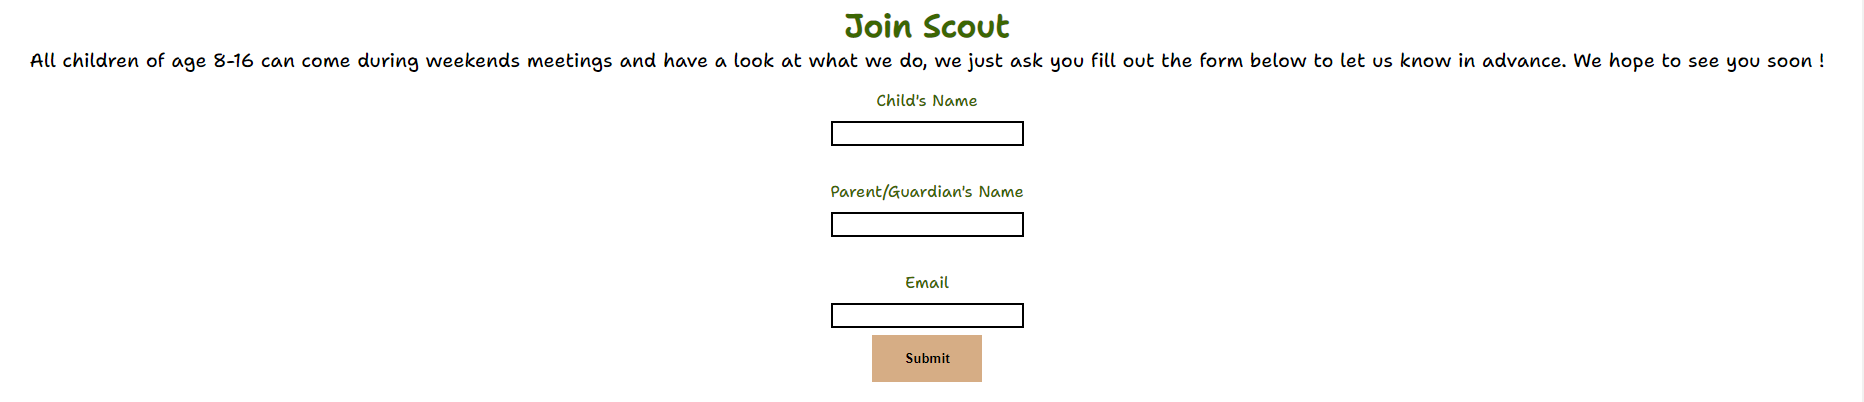 Join Scout
All children of age 8-16 can come during weekends meetings and have a look at what we do, we just ask you fill out the form below to let us know in advance. We hope to see you soon !
Child's Name
Parent/Guardian's Name
Email
Submit